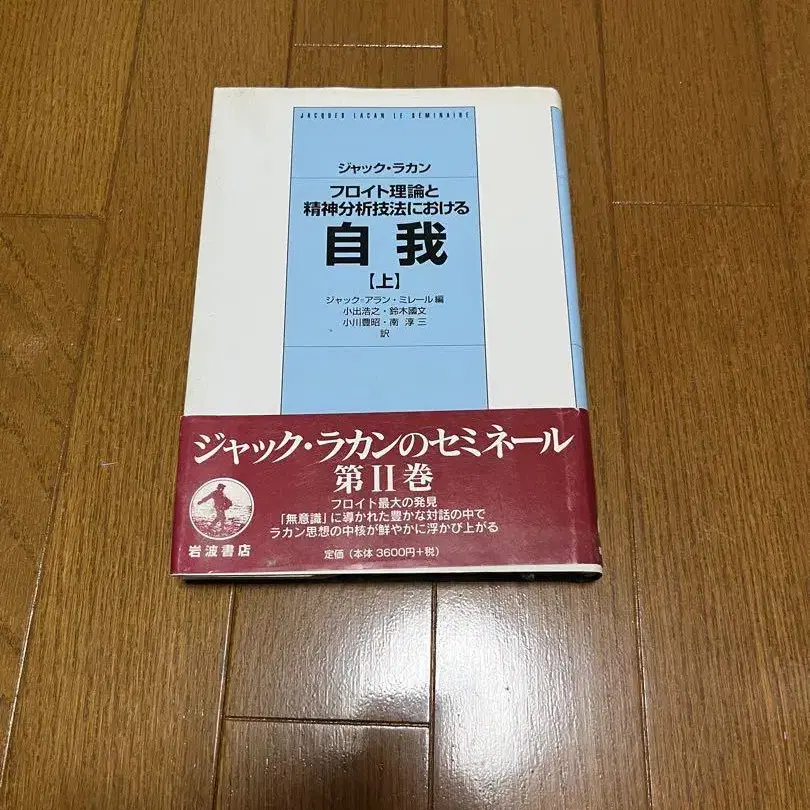 JACQUES LACAN LE SEMINAIRE
ジャック・ラカン
フロイト理論と
精神分析技法における
自我
【上】
ジャック=アラン・ミレール 編
小出浩之・鈴木國文
小川豊昭・南 淳三
訳
ジャック・ラカンのセミネール
第II巻
フロイト最大の発見
「無意識」に導かれた豊かな対話の中で
ラカン思想の中核が鮮やかに浮かび上がる
岩波書店
定価(本体 3600円+税)